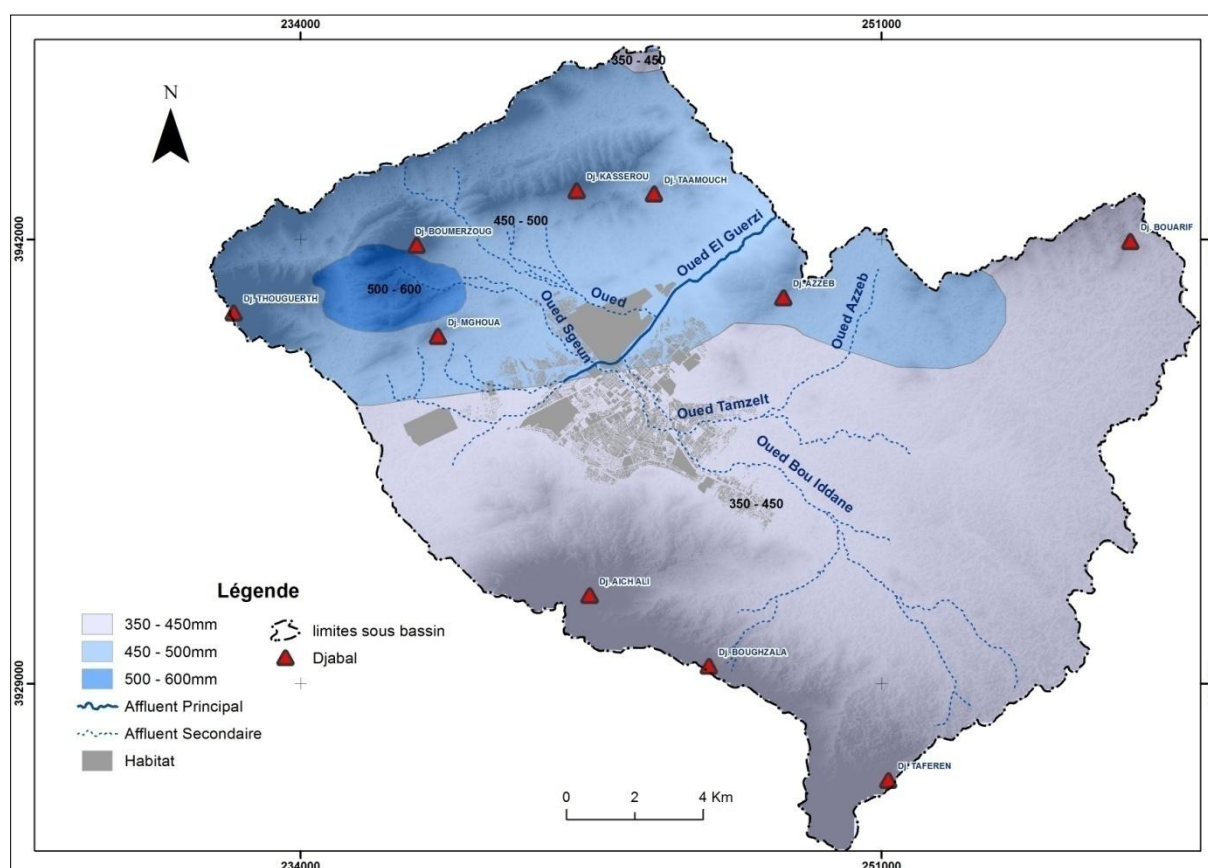 234000
251000
350 - 450
N
Dj. KASSEROU
Dj. TAAMOUCH
450 - 500
Oued El Guerzi
Dj. BOUARIF
3942000
3942000
Dj. BOUMERZOUG
500 - 600
Oued
Dj. AZZEB
Oued Azzeb
Dj. THOUGUERTH
Dj. MGHOUA
Oued Sgeun
Oued Tamzelt
Oued Bou Iddane
350 - 450
Dj. AICH ALI
Dj. BOUGHZALA
Dj. TAFEREN
3929000
3929000
Légende
350 - 450mm
450 - 500mm
500 - 600mm
Affluent Principal
Affluent Secondaire
Habitat
limites sous bassin
Djabal
0 2 4 Km
234000
251000